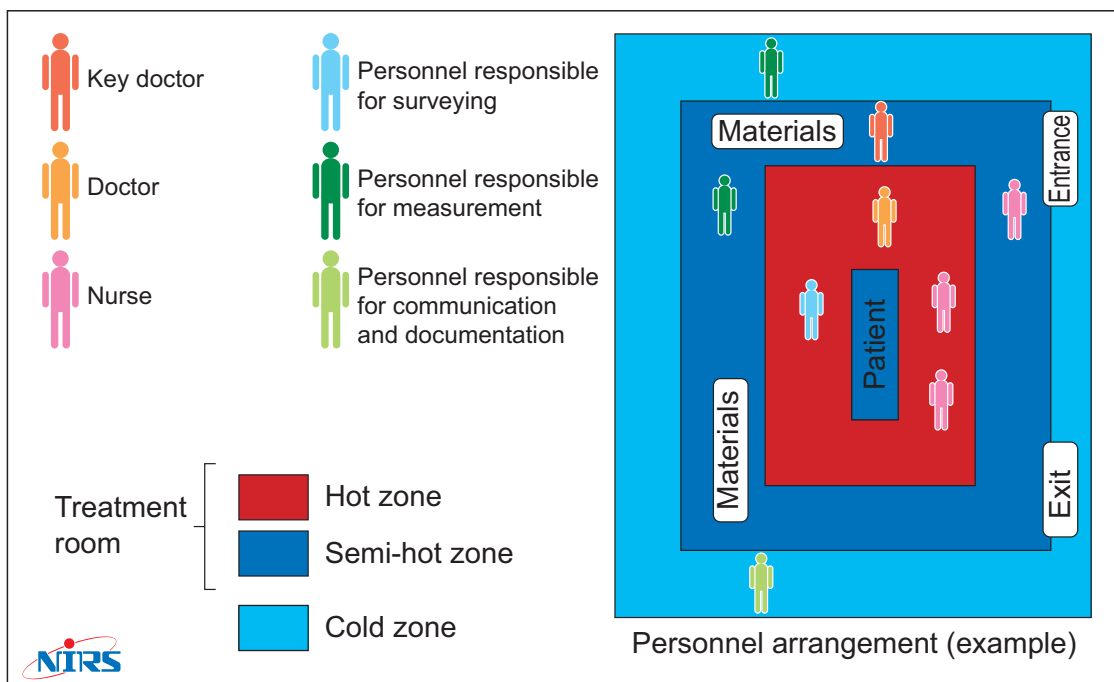 Key doctor
Doctor
Nurse
Personnel responsible
for surveying
Personnel responsible
for measurement
Personnel responsible
for communication
and documentation
Treatment
room
Hot zone
Semi-hot zone
Cold zone
NIRS
Materials
Entrance
Patient
Materials
Exit
Personnel arrangement (example)